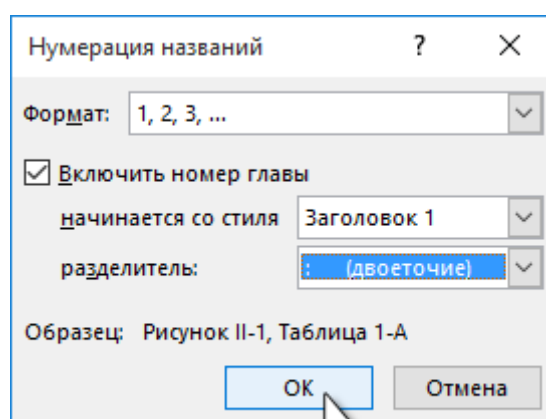 Нумерация названий ? ×
Формат: 1, 2, 3, ...
Включить номер главы
начинается со стиля Заголовок 1
разделитель: : (двоеточие)
Образец: Рисунок II-1, Таблица 1-A
ОК Отмена